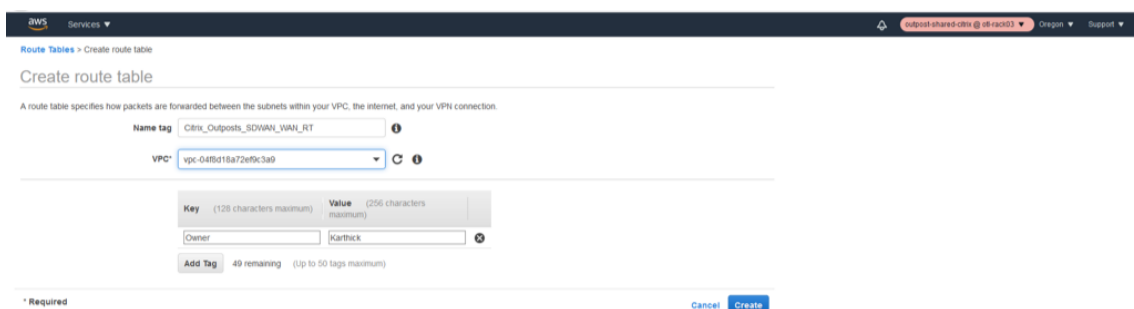 aws Services Oregon Support
outpost-shared-citrix @ otl-rack03
Route Tables > Create route table
Create route table
A route table specifies how packets are forwarded between the subnets within your VPC, the internet, and your VPN connection.
Name tag Citrix_Outposts_SDWAN_WAN_RT
VPC* vpc-04f8d18a72ef9c3a9
Key (128 characters maximum) Value (256 characters maximum)
Owner Karthick
Add Tag 49 remaining (Up to 50 tags maximum)
* Required Cancel Create